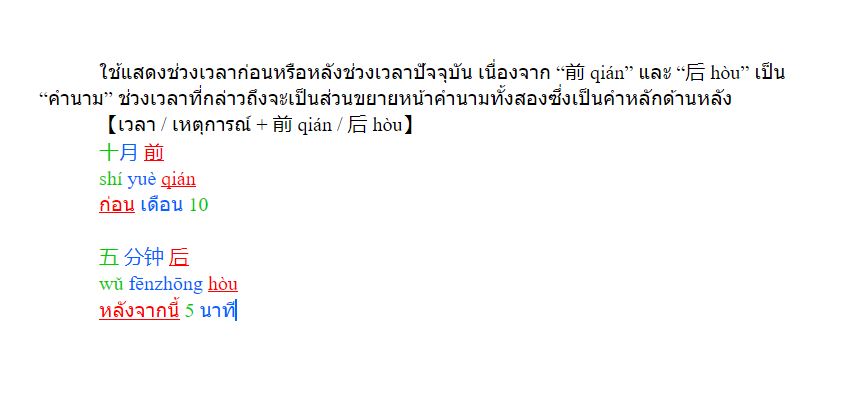 ใช้แสดงช่วงเวลาก่อนหรือหลังช่วงเวลาปัจจุบัน เนื่องจาก “前 qián” และ “后 hòu” เป็น
“คำนาม” ช่วงเวลาที่กล่าวถึงจะเป็นส่วนขยายหน้าคำนามทั้งสองซึ่งเป็นคำหลักด้านหลัง
【เวลา / เหตุการณ์ + 前 qián / 后 hòu】
十月 前
shí yuè qián
ก่อน เดือน 10
五 分钟 后
wǔ fēnzhōng hòu
หลังจากนี้ 5 นาที